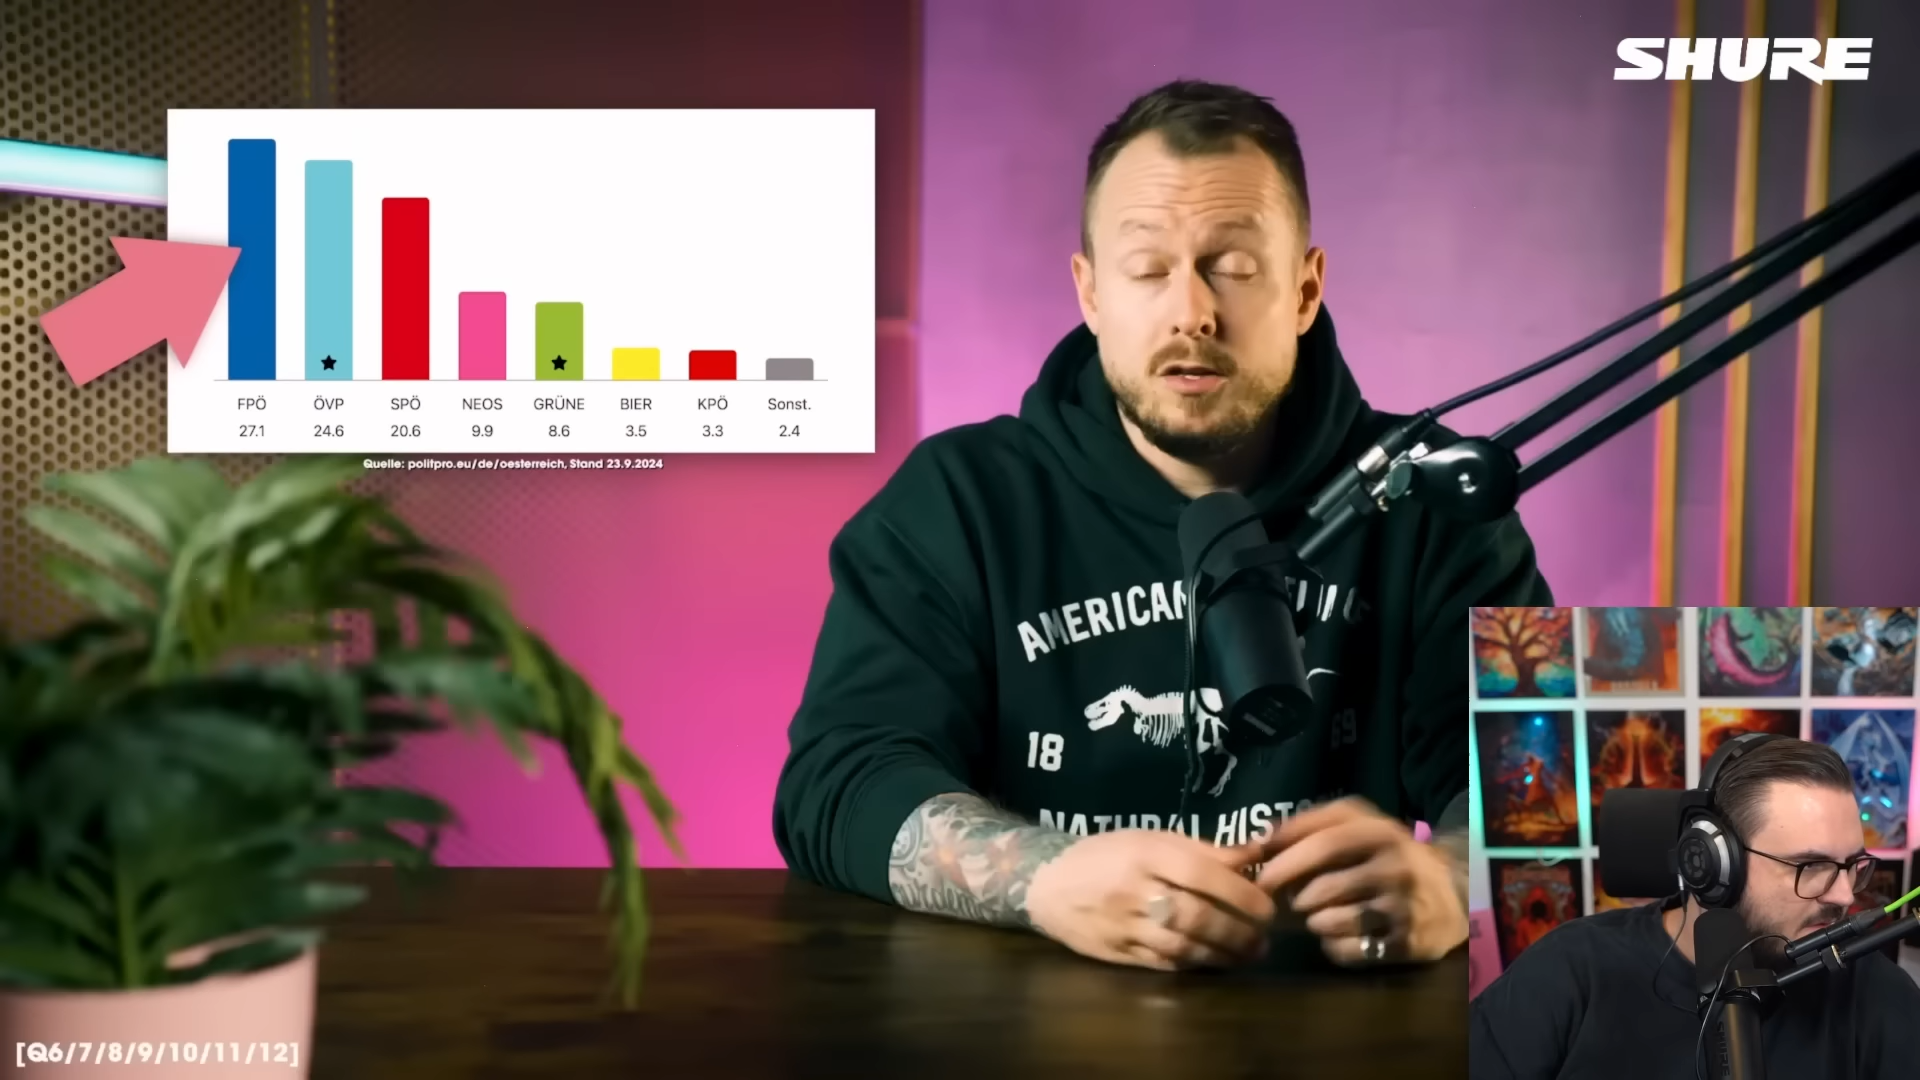 SHURE
FPÖ ÖVP SPÖ NEOS GRÜNE BIER KPÖ Sonst.
27.1 24.6 20.6 9.9 8.6 3.5 3.3 2.4
Quelle: politpro.eu/de/oesterreich, Stand 23.9.2024
AMERICAN
18 69
NATURAL HIST
[Q6/7/8/9/10/11/12]